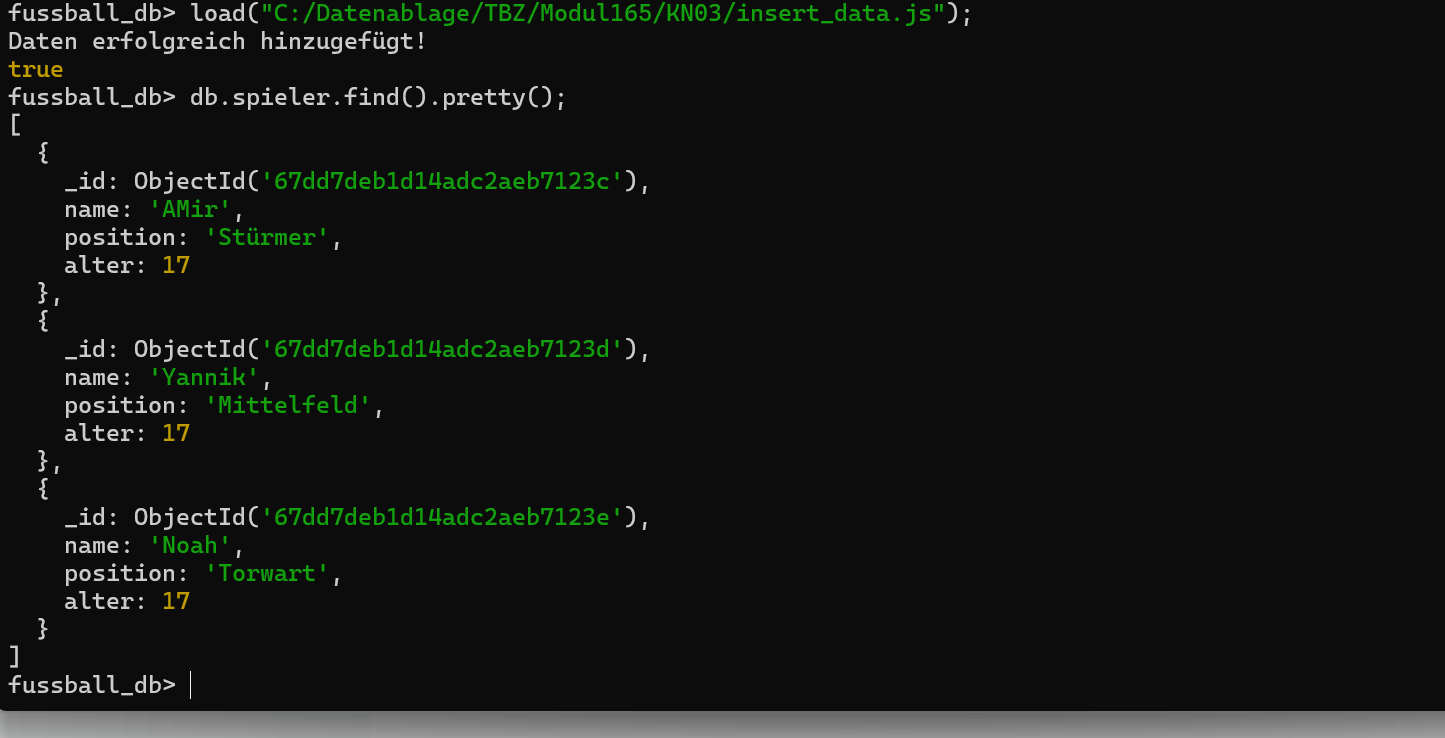 fussball_db> load("C:/Datenablage/TBZ/Modul165/KN03/insert_data.js");
Daten erfolgreich hinzugefügt!
true
fussball_db> db.spieler.find().pretty();
[
  {
    _id: ObjectId('67dd7deb1d14adc2aeb7123c'),
    name: 'AMir',
    position: 'Stürmer',
    alter: 17
  },
  {
    _id: ObjectId('67dd7deb1d14adc2aeb7123d'),
    name: 'Yannik',
    position: 'Mittelfeld',
    alter: 17
  },
  {
    _id: ObjectId('67dd7deb1d14adc2aeb7123e'),
    name: 'Noah',
    position: 'Torwart',
    alter: 17
  }
]
fussball_db>